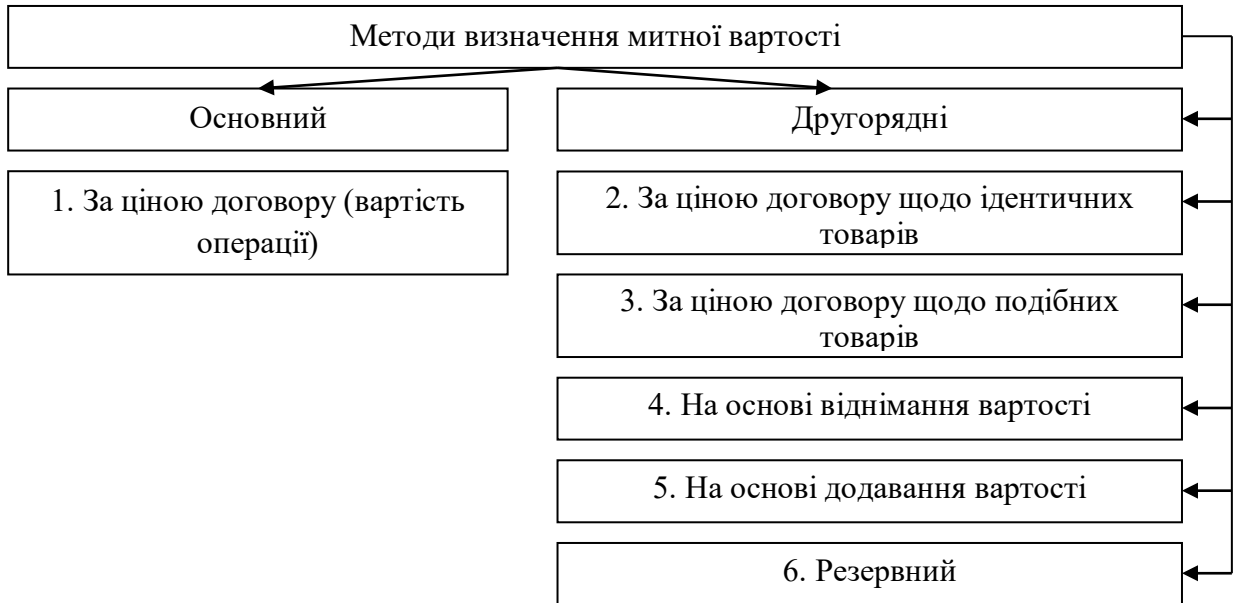 Методи визначення митної вартості
Основний
Другорядні
1. За ціною договору (вартість
операції)
2. За ціною договору щодо ідентичних
товарів
3. За ціною договору щодо подібних
товарів
4. На основі віднімання вартості
5. На основі додавання вартості
6. Резервний